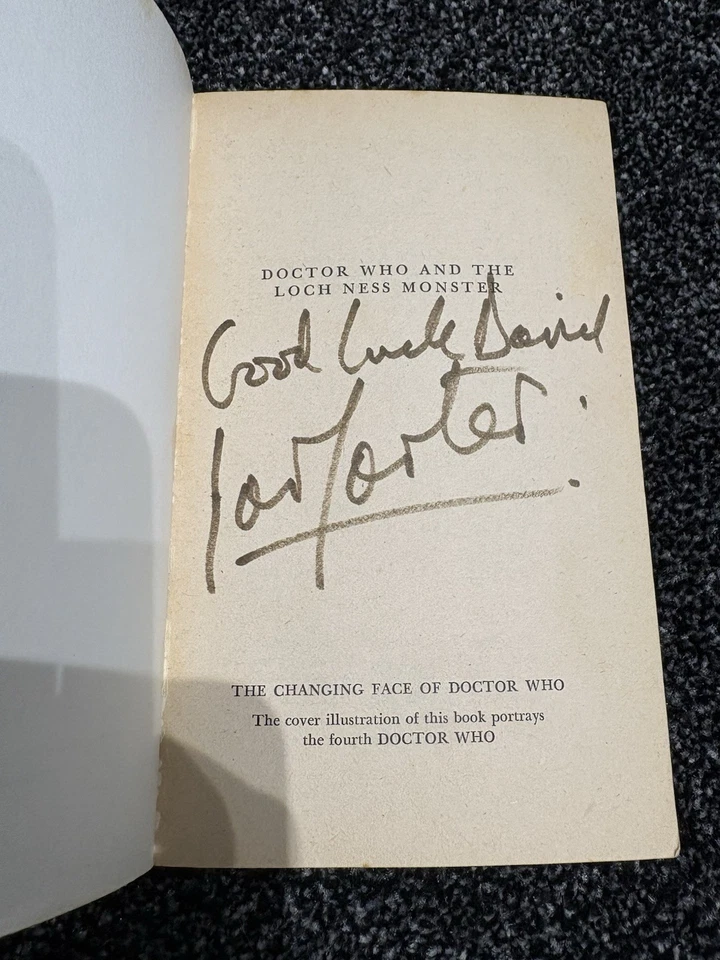 DOCTOR WHO AND THE
LOCH NESS MONSTER
Good luck David
Ian Marter.
THE CHANGING FACE OF DOCTOR WHO
The cover illustration of this book portrays
the fourth DOCTOR WHO